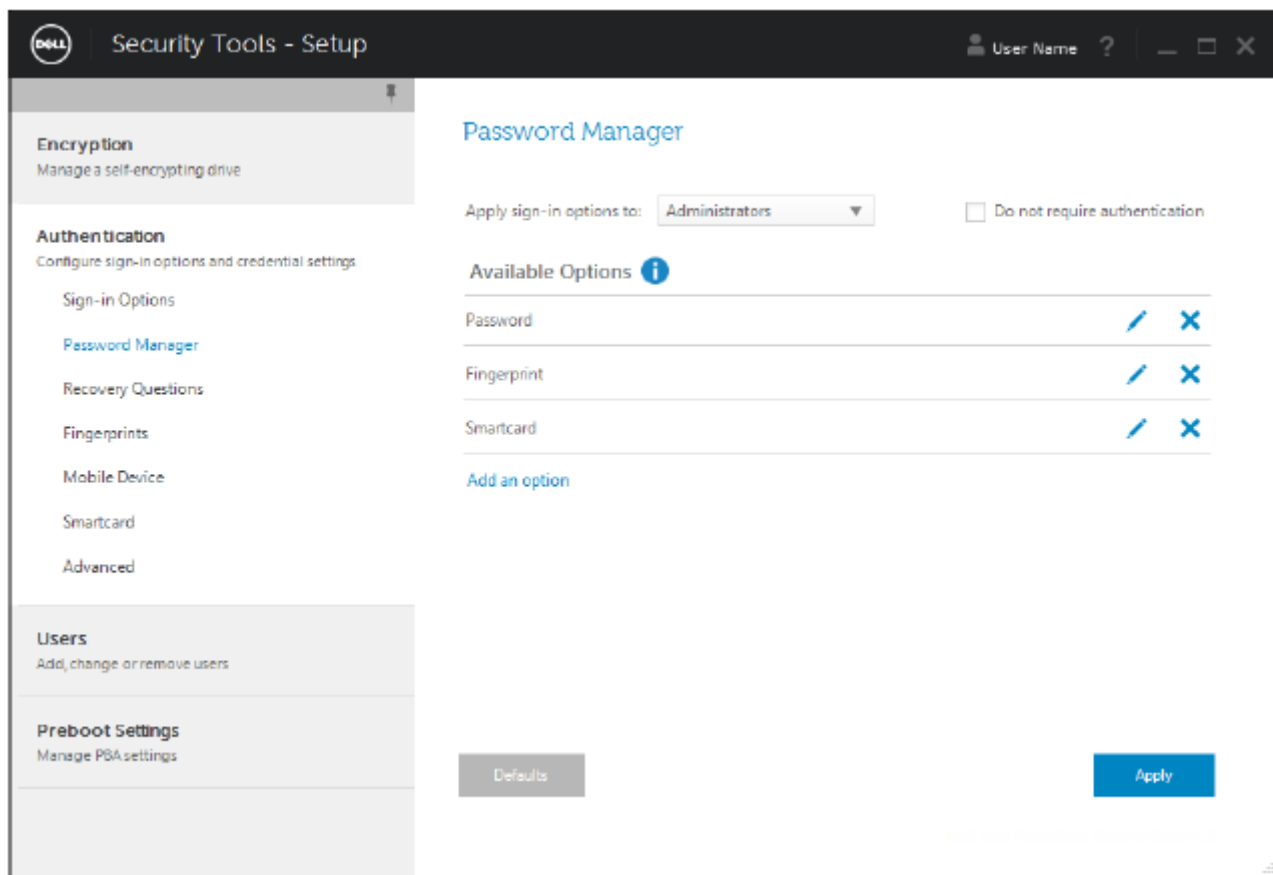 DELL
Security Tools - Setup
User Name ?
Encryption
Manage a self-encrypting drive
Authentication
Configure sign-in options and credential settings
Sign-in Options
Password Manager
Recovery Questions
Fingerprints
Mobile Device
Smartcard
Advanced
Users
Add, change or remove users
Preboot Settings
Manage PBA settings
Password Manager
Apply sign-in options to: Administrators
Do not require authentication
Available Options i
Password
Fingerprint
Smartcard
Add an option
Defaults
Apply